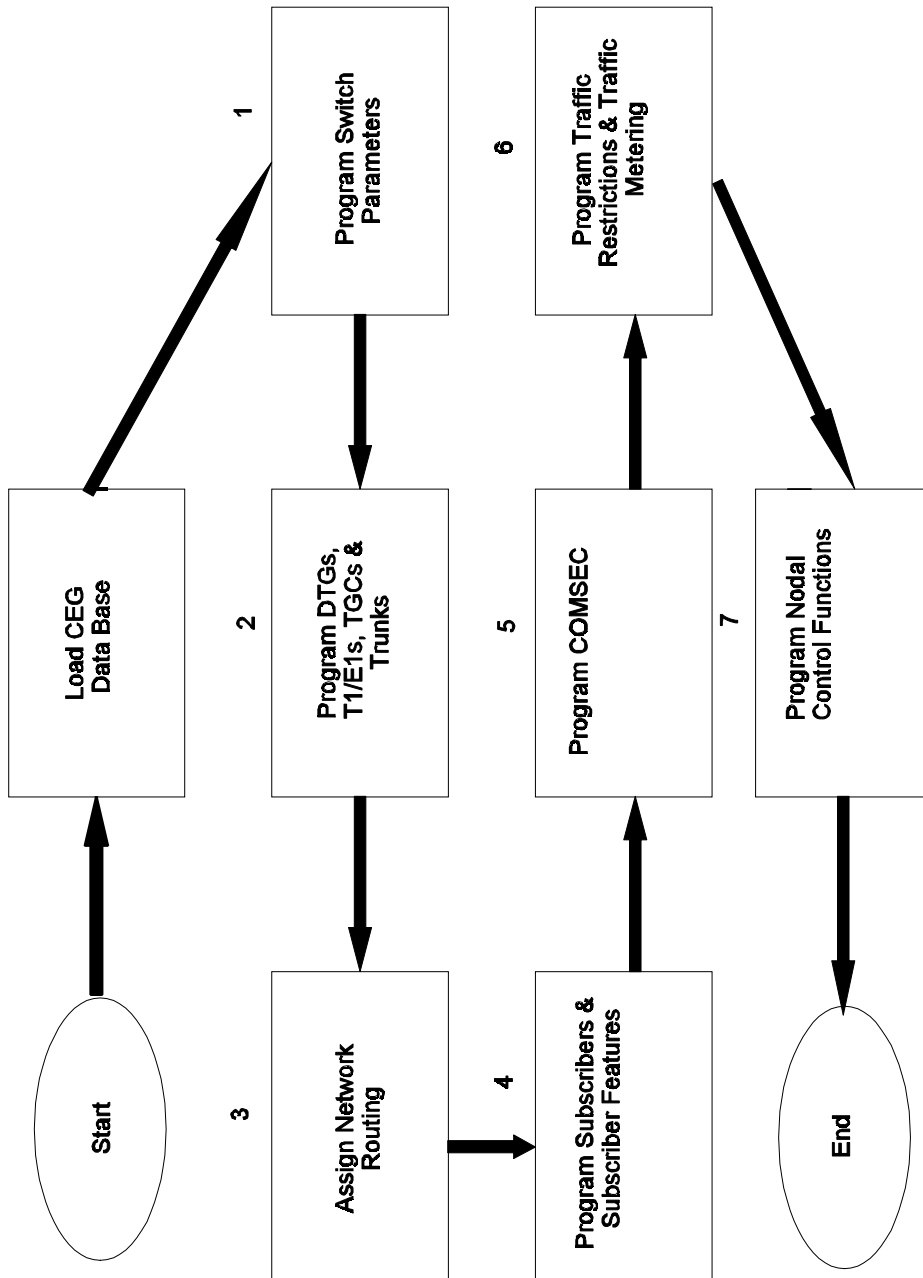 Start
Load CEG
Data Base
1
Program Switch
Parameters
2
Program DTGs,
T1/E1s, TGCs &
Trunks
3
Assign Network
Routing
4
Program Subscribers &
Subscriber Features
5
Program COMSEC
6
Program Traffic
Restrictions & Traffic
Metering
7
Program Nodal
Control Functions
End